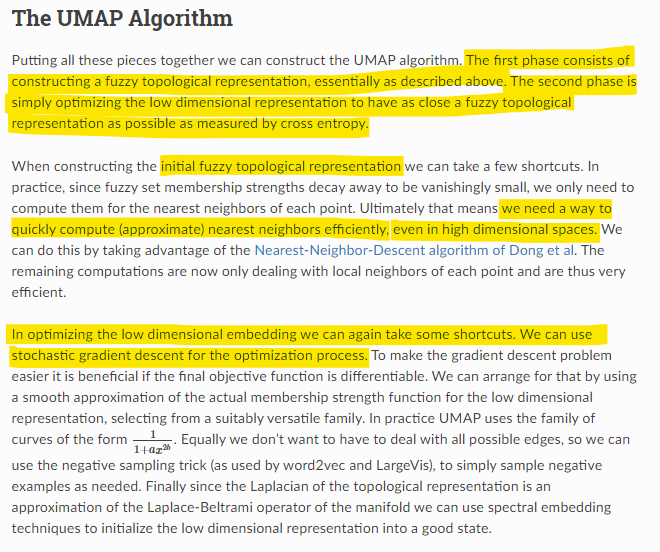 The UMAP Algorithm
Putting all these pieces together we can construct the UMAP algorithm. The first phase consists of
constructing a fuzzy topological representation, essentially as described above. The second phase is
simply optimizing the low dimensional representation to have as close a fuzzy topological
representation as possible as measured by cross entropy.
When constructing the initial fuzzy topological representation we can take a few shortcuts. In
practice, since fuzzy set membership strengths decay away to be vanishingly small, we only need to
compute them for the nearest neighbors of each point. Ultimately that means we need a way to
quickly compute (approximate) nearest neighbors efficiently, even in high dimensional spaces. We
can do this by taking advantage of the Nearest-Neighbor-Descent algorithm of Dong et al. The
remaining computations are now only dealing with local neighbors of each point and are thus very
efficient.
In optimizing the low dimensional embedding we can again take some shortcuts. We can use
stochastic gradient descent for the optimization process. To make the gradient descent problem
easier it is beneficial if the final objective function is differentiable. We can arrange for that by using
a smooth approximation of the actual membership strength function for the low dimensional
representation, selecting from a suitably versatile family. In practice UMAP uses the family of
curves of the form 1/(1+ax^2b). Equally we don't want to have to deal with all possible edges, so we can
use the negative sampling trick (as used by word2vec and LargeVis), to simply sample negative
examples as needed. Finally since the Laplacian of the topological representation is an
approximation of the Laplace-Beltrami operator of the manifold we can use spectral embedding
techniques to initialize the low dimensional representation into a good state.